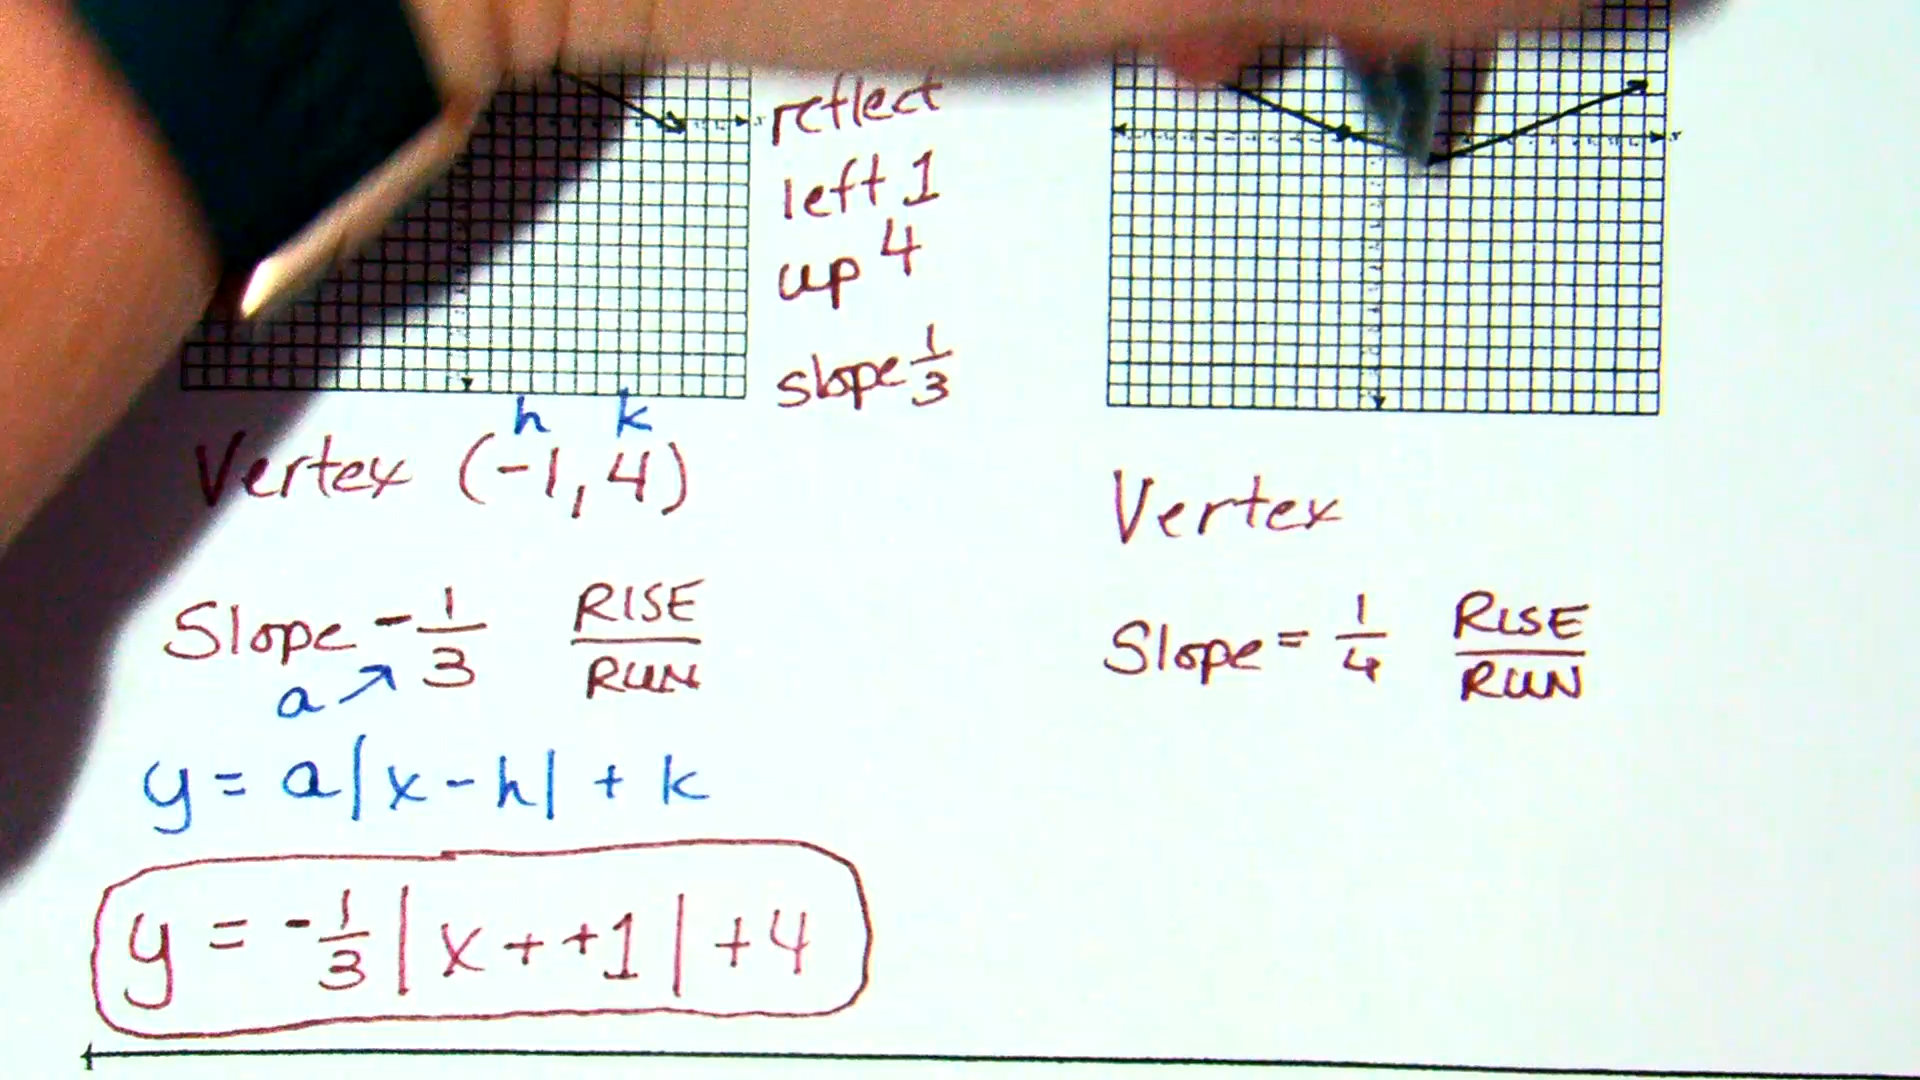 reflect
left 1
up 4
slope 1/3
h k
Vertex (-1, 4)
Slope - 1/3 RISE/RUN
a
y = a|x - h| + k
y = -1/3 |x + +1| + 4
Vertex
Slope = 1/4 RISE/RUN